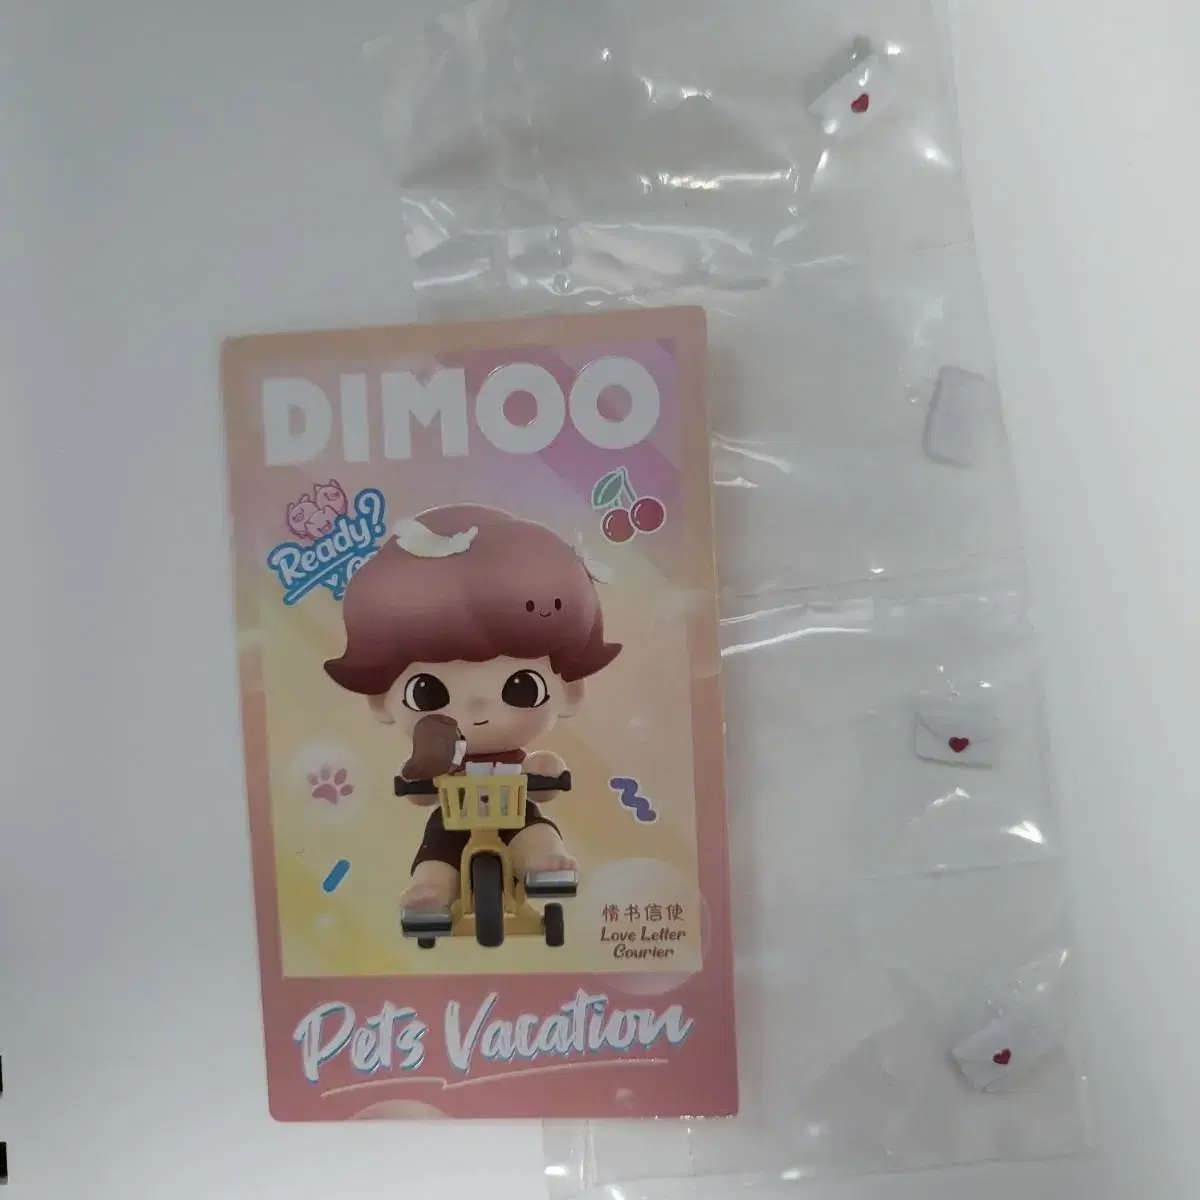 DIMOO
Ready?
情书信使
Love Letter
Courier
Pets Vacation